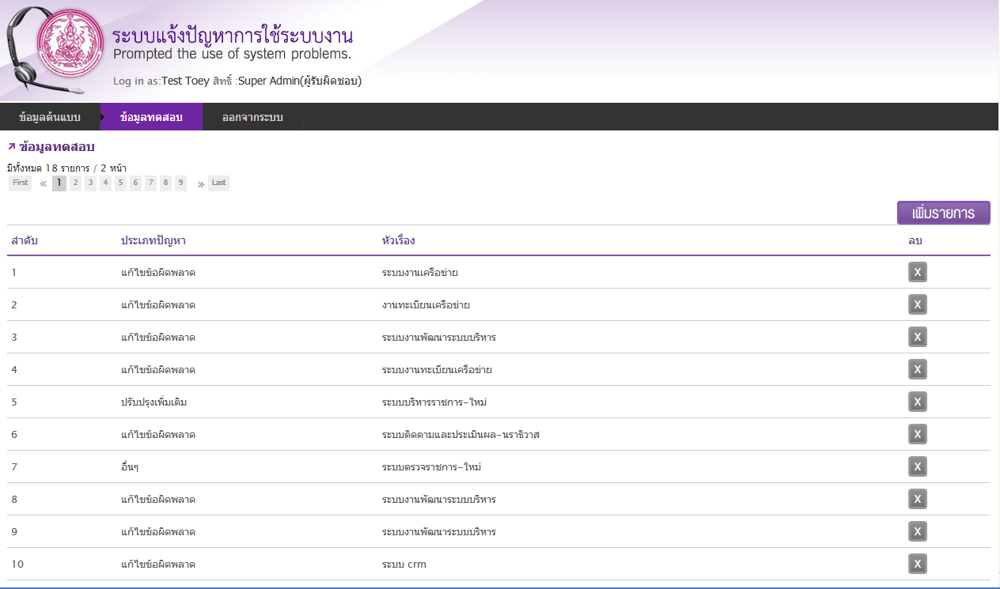 ระบบแจ้งปัญหาการใช้ระบบงาน
Prompted the use of system problems.
Log in as:Test Toey สิทธิ์ :Super Admin(ผู้รับผิดชอบ)
ข้อมูลต้นแบบ ข้อมูลทดสอบ ออกจากระบบ
ข้อมูลทดสอบ
มีทั้งหมด 18 รายการ / 2 หน้า
First « 1 2 3 4 5 6 7 8 9 » Last
เพิ่มรายการ
ลำดับ ประเภทปัญหา หัวเรื่อง ลบ
1 แก้ไขข้อผิดพลาด ระบบงานเครือข่าย X
2 แก้ไขข้อผิดพลาด งานทะเบียนเครือข่าย X
3 แก้ไขข้อผิดพลาด ระบบงานพัฒนาระบบบริหาร X
4 แก้ไขข้อผิดพลาด ระบบงานทะเบียนเครือข่าย X
5 ปรับปรุงเพิ่มเติม ระบบบริหารราชการ-ใหม่ X
6 แก้ไขข้อผิดพลาด ระบบติดตามและประเมินผล-นราธิวาส X
7 อื่นๆ ระบบตรวจราชการ-ใหม่ X
8 แก้ไขข้อผิดพลาด ระบบงานพัฒนาระบบบริหาร X
9 แก้ไขข้อผิดพลาด ระบบงานพัฒนาระบบบริหาร X
10 แก้ไขข้อผิดพลาด ระบบ crm X